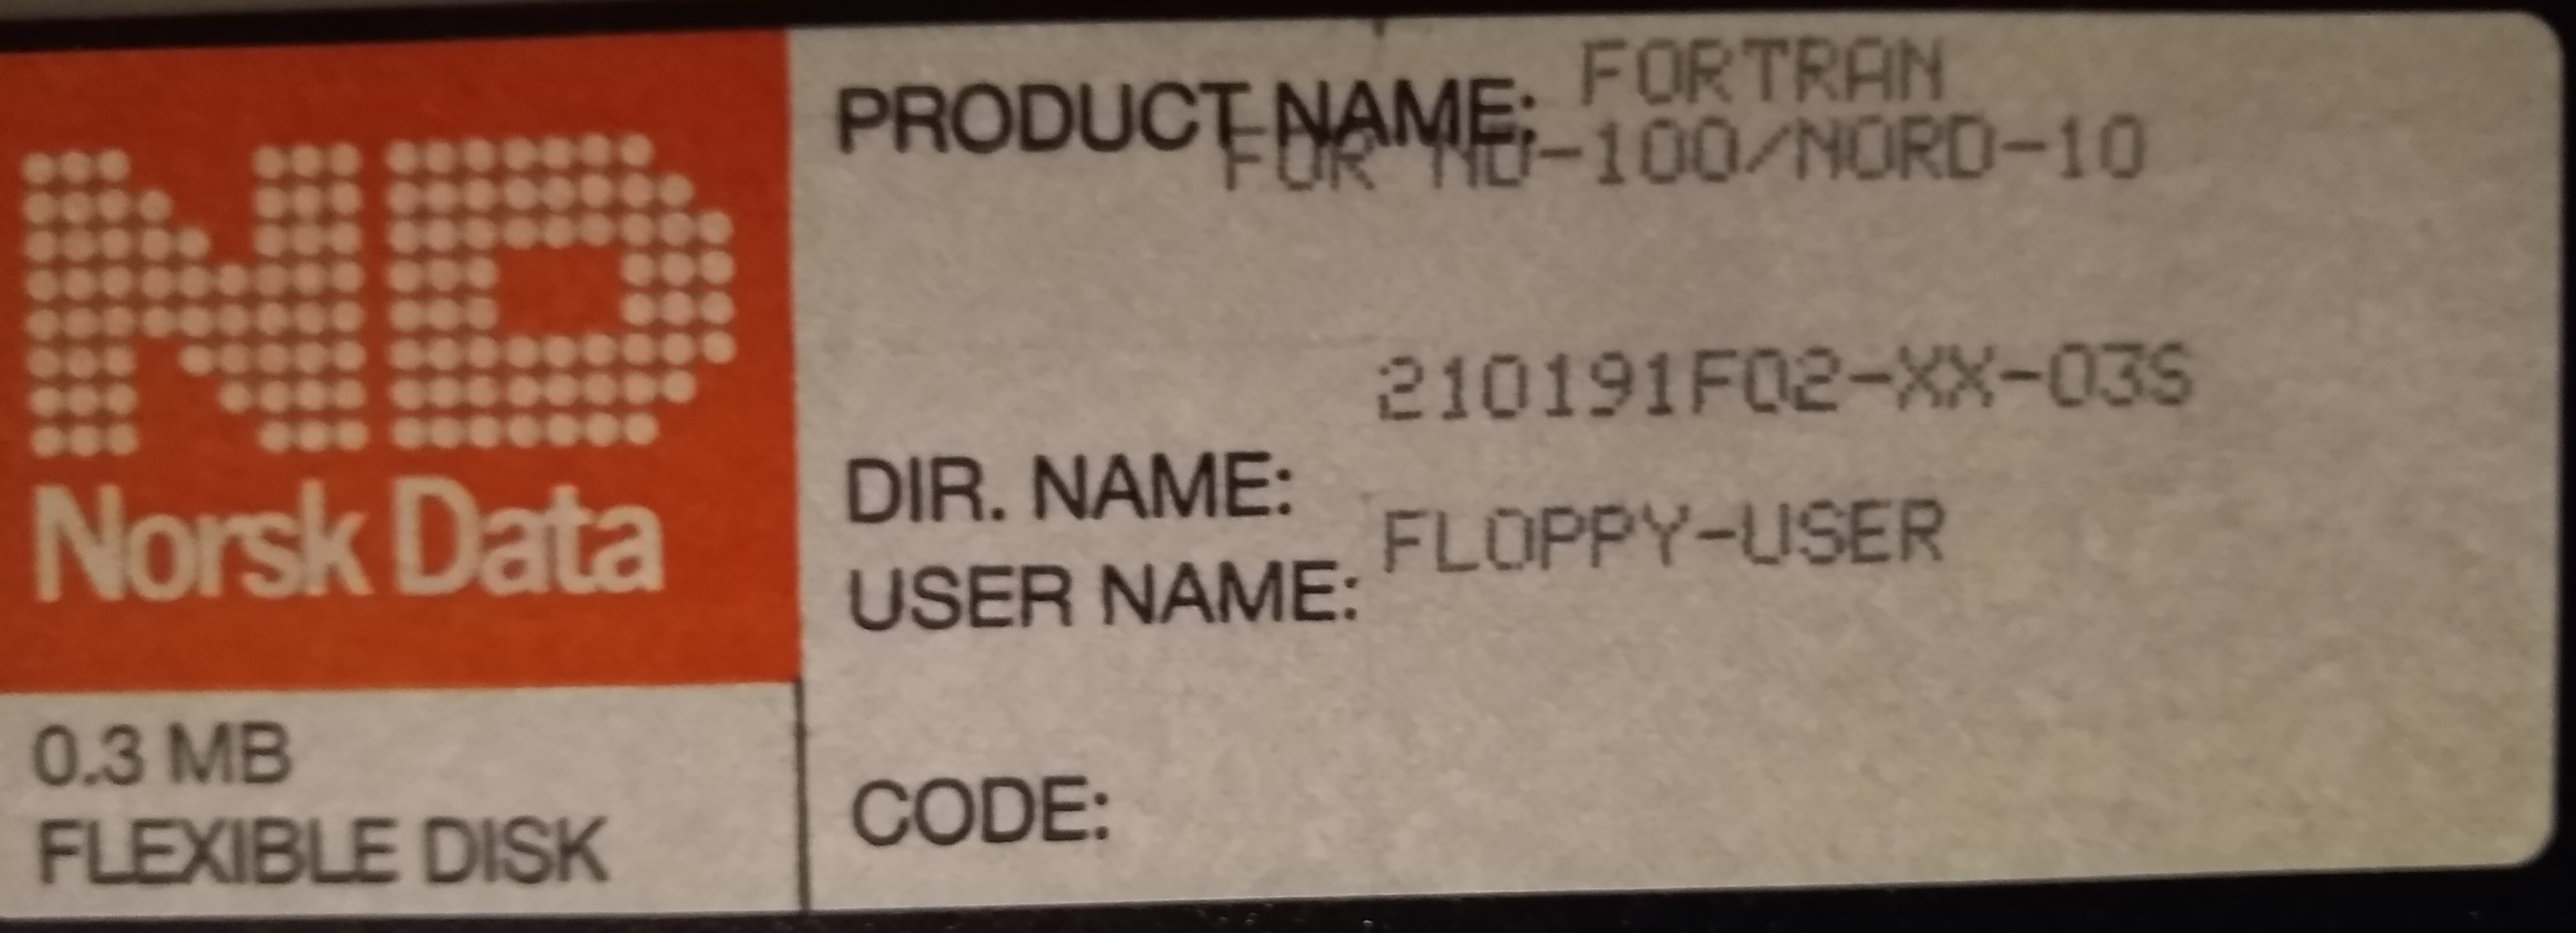 PRODUCT NAME: FORTRAN
FOR ND-100/NORD-10
210191F02-XX-03S
DIR. NAME:
FLOPPY-USER
USER NAME:
CODE:
ND
Norsk Data
0.3 MB
FLEXIBLE DISK